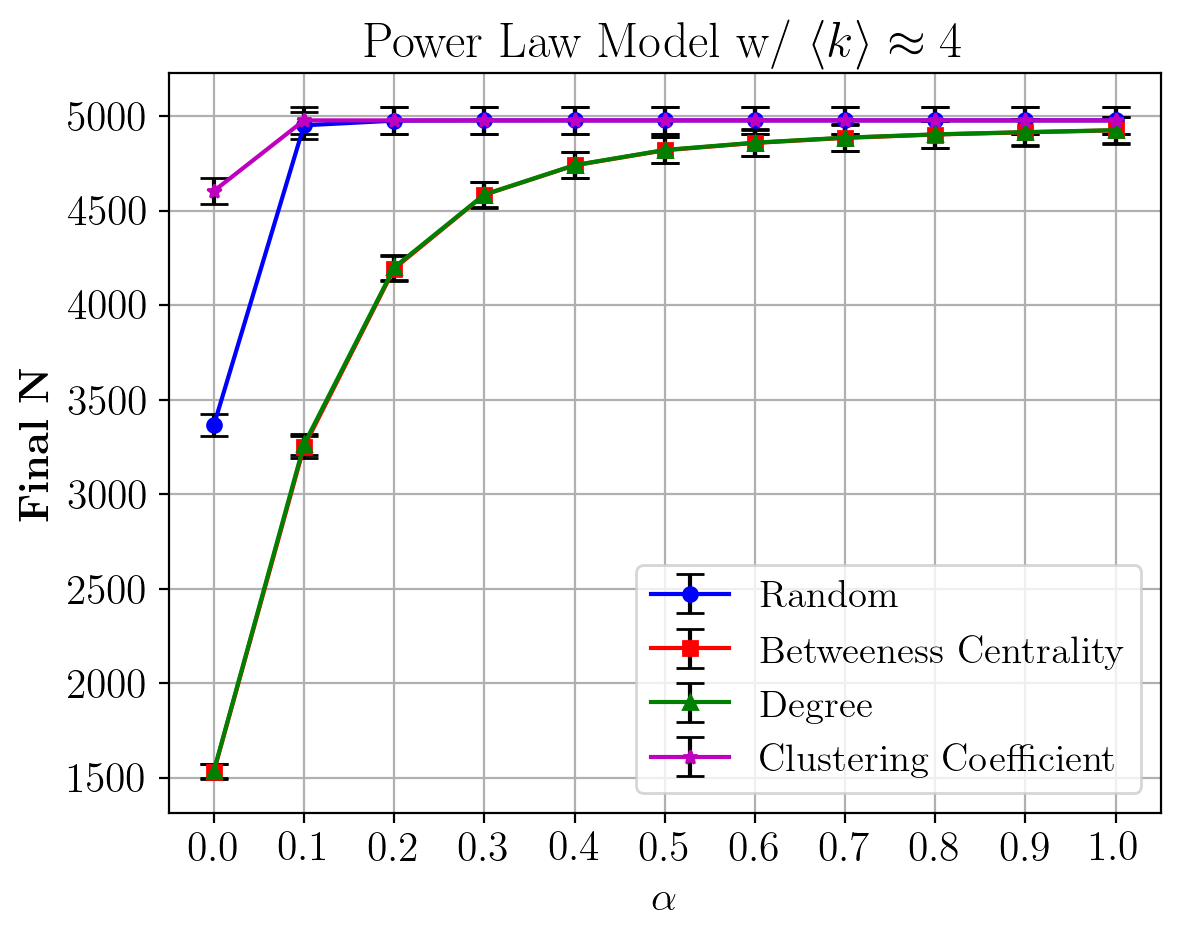 Power Law Model w/ ⟨k⟩ ≈ 4
Final N
5000
4500
4000
3500
3000
2500
2000
1500
Random
Betweeness Centrality
Degree
Clustering Coefficient
0.0 0.1 0.2 0.3 0.4 0.5 0.6 0.7 0.8 0.9 1.0
α